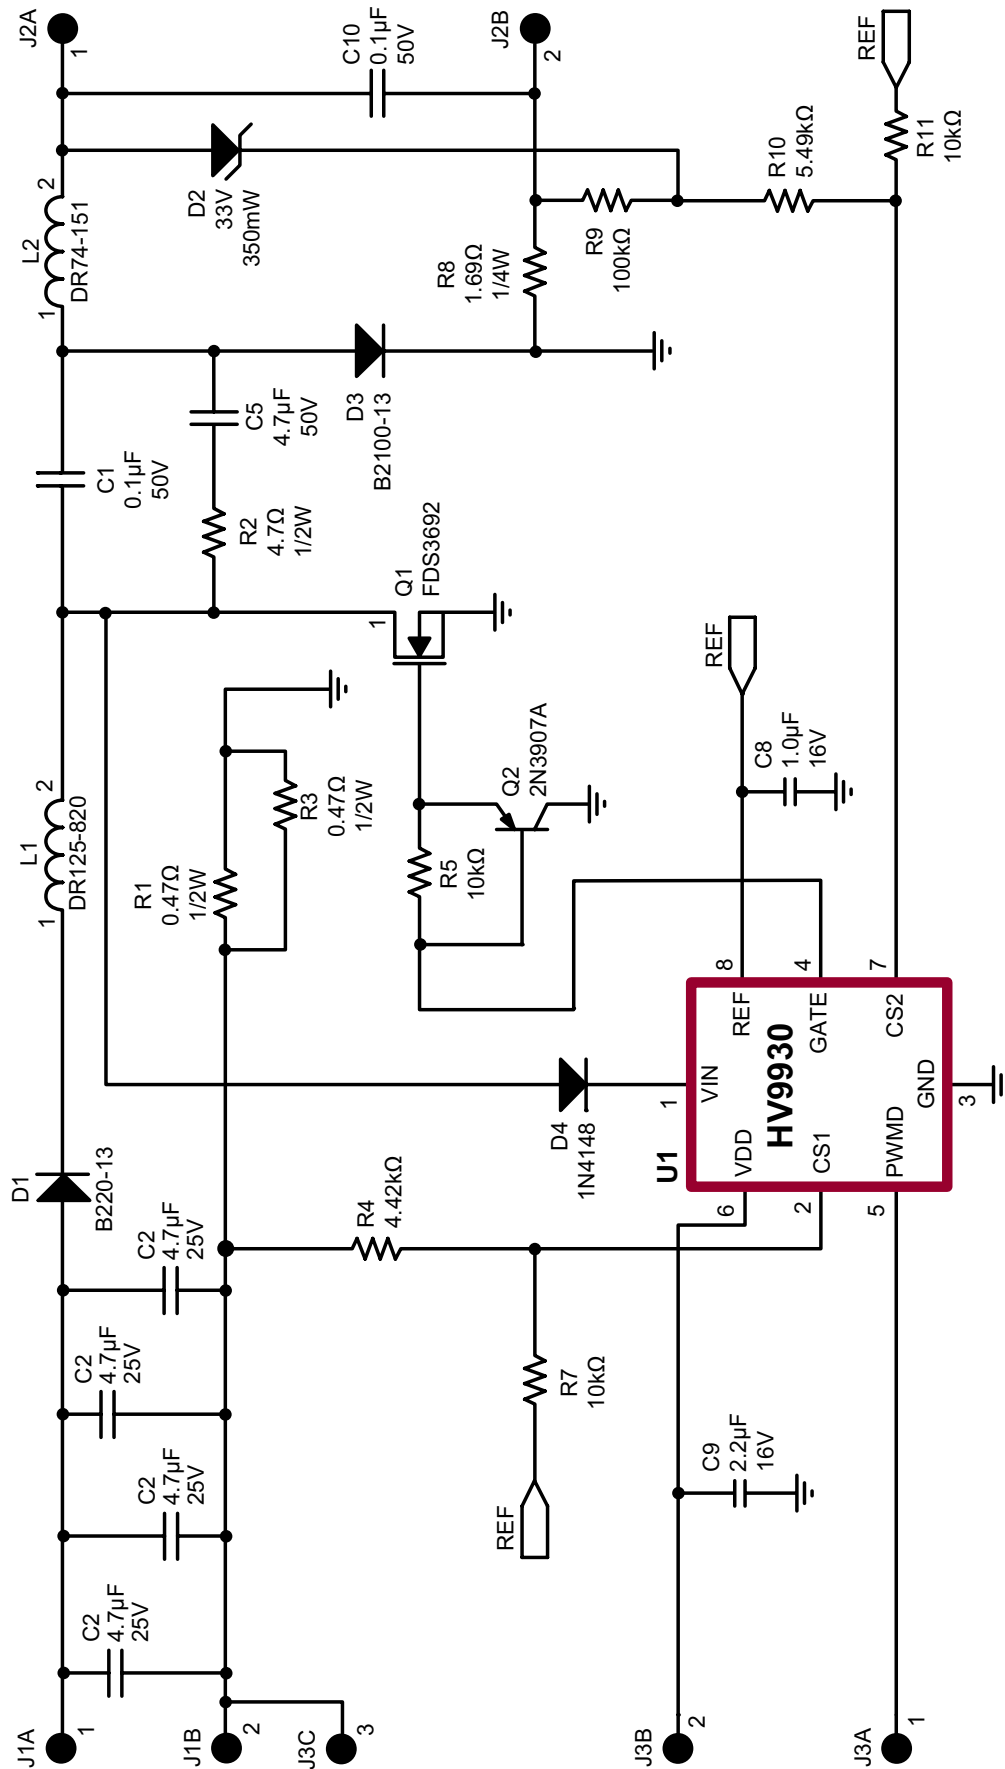 J1A
1
J1B
2
J3C
3
J3B
2
J3A
1
C2
4.7µF
25V
C2
4.7µF
25V
C2
4.7µF
25V
C2
4.7µF
25V
D1
B220-13
L1
DR125-820
1
2
C1
0.1µF
50V
L2
DR74-151
1
2
J2A
1
C10
0.1µF
50V
J2B
2
D2
33V
350mW
R8
1.69Ω
1/4W
R9
100kΩ
R10
5.49kΩ
R11
10kΩ
REF
C5
4.7µF
50V
R2
4.7Ω
1/2W
D3
B2100-13
Q1
FDS3692
1
R1
0.47Ω
1/2W
R3
0.47Ω
1/2W
R5
10kΩ
Q2
2N3907A
REF
C8
1.0µF
16V
R4
4.42kΩ
D4
1N4148
R7
10kΩ
REF
C9
2.2µF
16V
U1
HV9930
VIN
1
VDD
6
CS1
2
PWMD
5
REF
8
GATE
4
CS2
7
GND
3